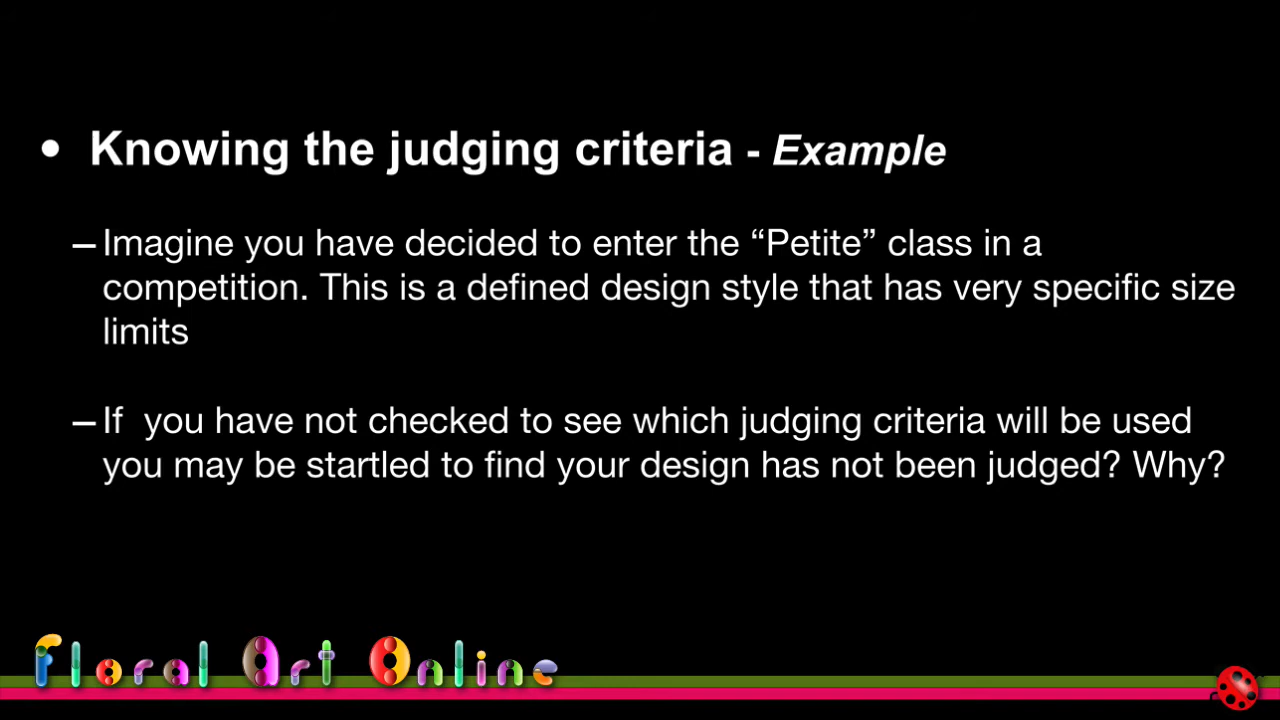 • Knowing the judging criteria - Example
– Imagine you have decided to enter the “Petite” class in a
competition. This is a defined design style that has very specific size
limits
– If  you have not checked to see which judging criteria will be used
you may be startled to find your design has not been judged? Why?
Floral Art Online